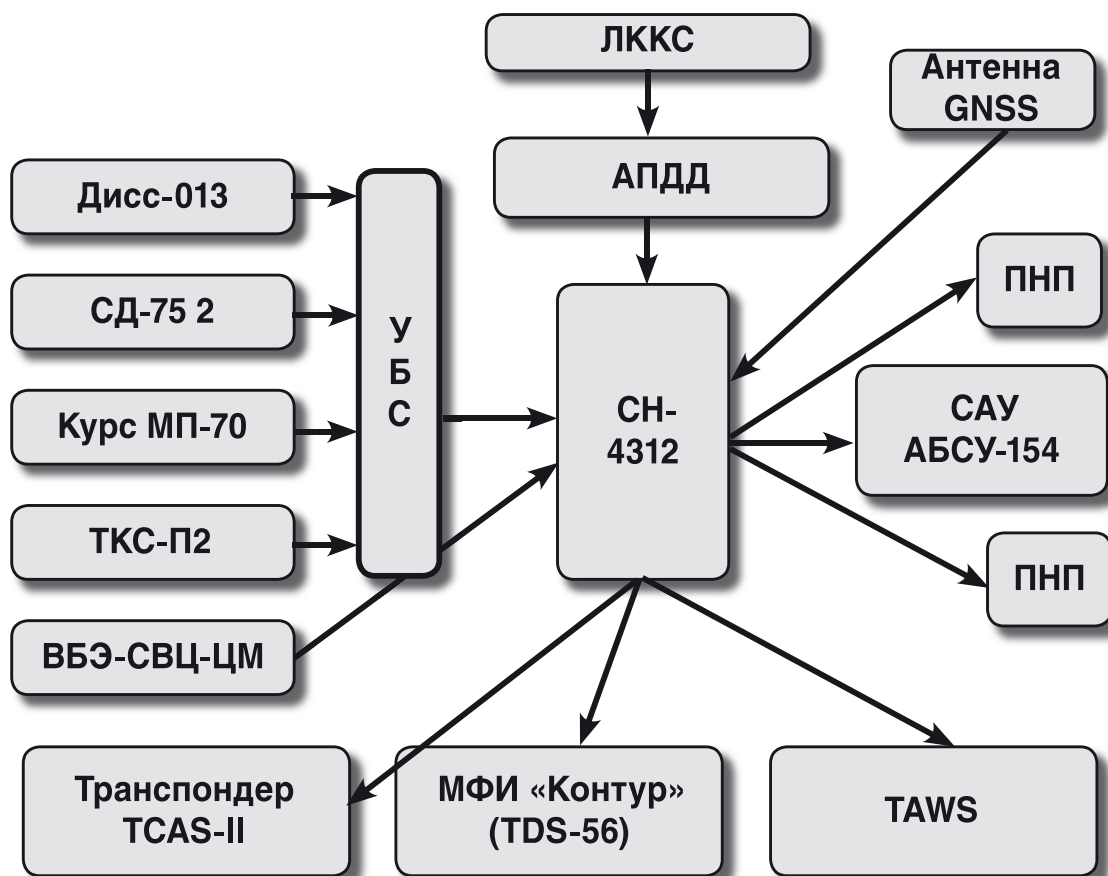 ЛККС
Антенна
GNSS
АПДД
Дисс-013
СД-75 2
Курс МП-70
ТКС-П2
ВБЭ-СВЦ-ЦМ
У
Б
С
СН-
4312
ПНП
САУ
АБСУ-154
ПНП
Транспондер
TCAS-II
МФИ «Контур»
(TDS-56)
TAWS